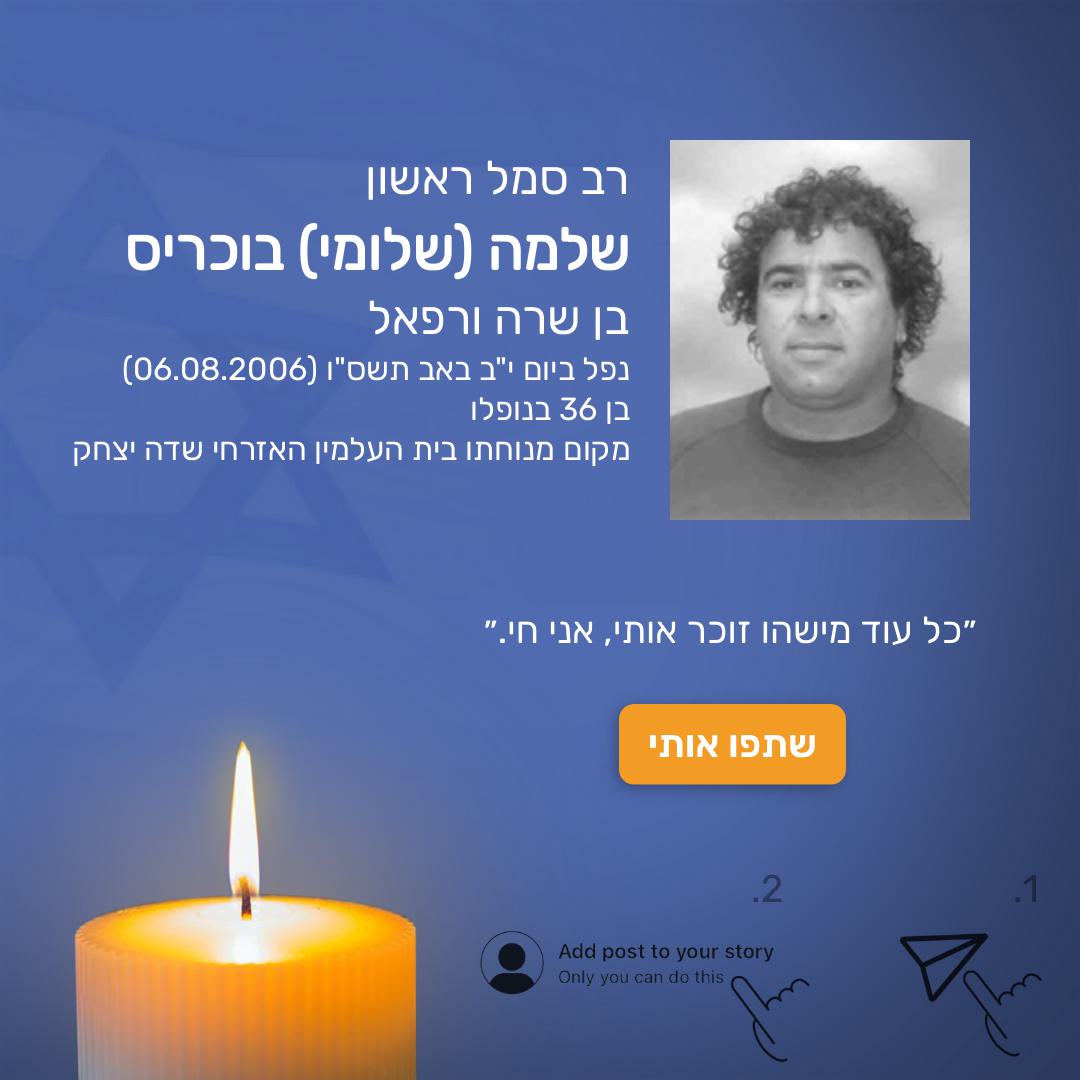 רב סמל ראשון
שלמה (שלומי) בוכריס
בן שרה ורפאל
נפל ביום י"ב באב תשס"ו (06.08.2006)
בן 36 בנופלו
מקום מנוחתו בית העלמין האזרחי שדה יצחק
״כל עוד מישהו זוכר אותי, אני חי.״
שתפו אותי
1.
2.
Add post to your story
Only you can do this